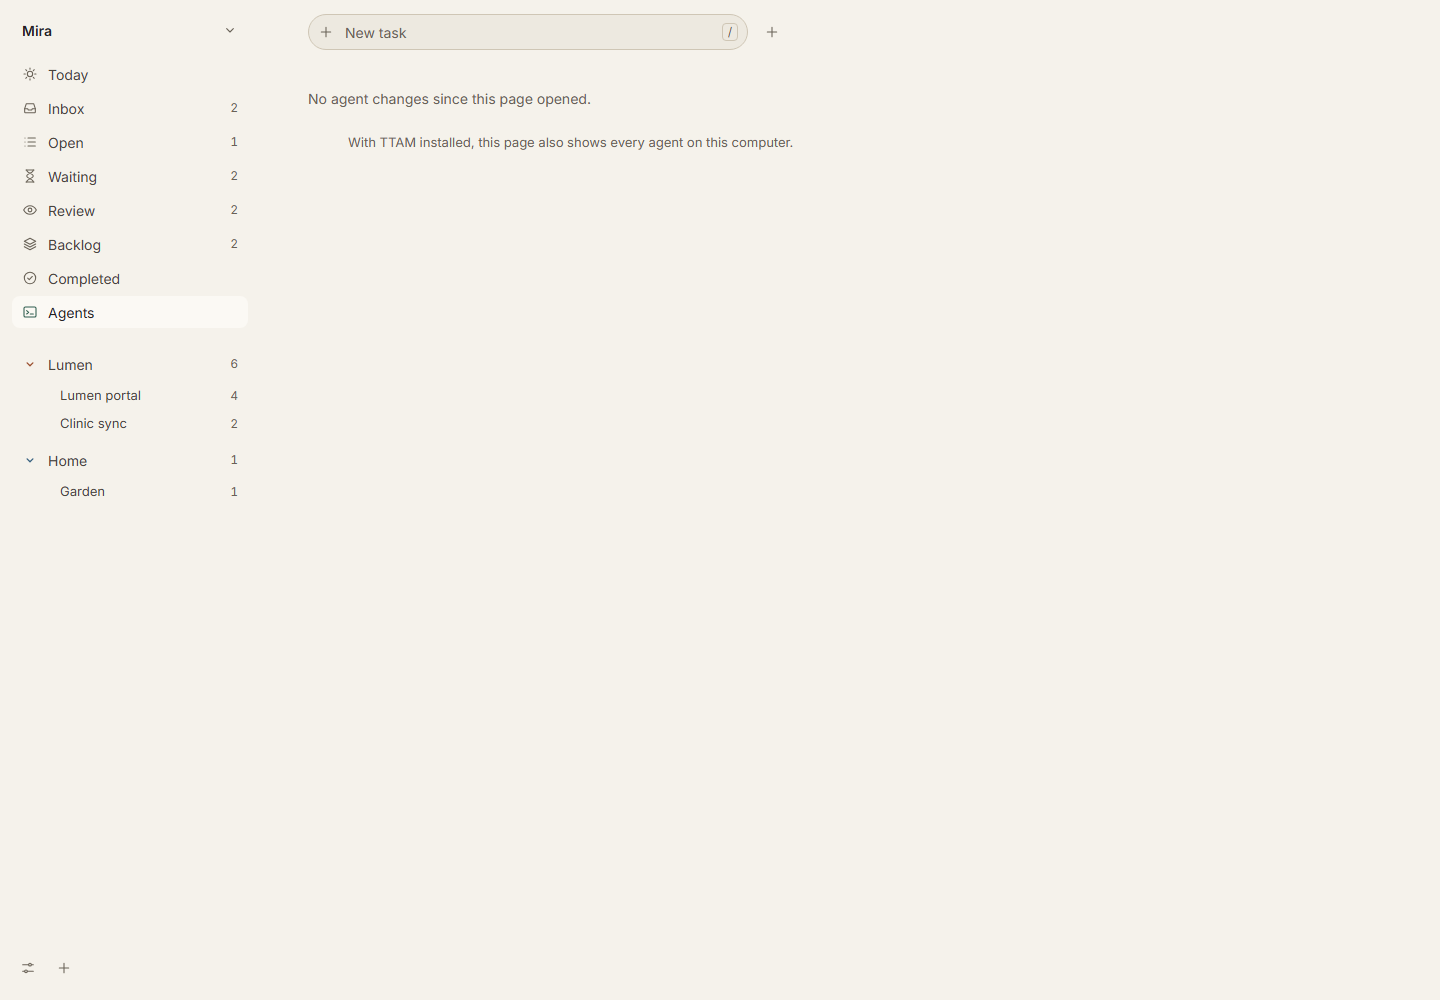 Mira
Today
Inbox 2
Open 1
Waiting 2
Review 2
Backlog 2
Completed
Agents
Lumen 6
Lumen portal 4
Clinic sync 2
Home 1
Garden 1
New task /
No agent changes since this page opened.
With TTAM installed, this page also shows every agent on this computer.